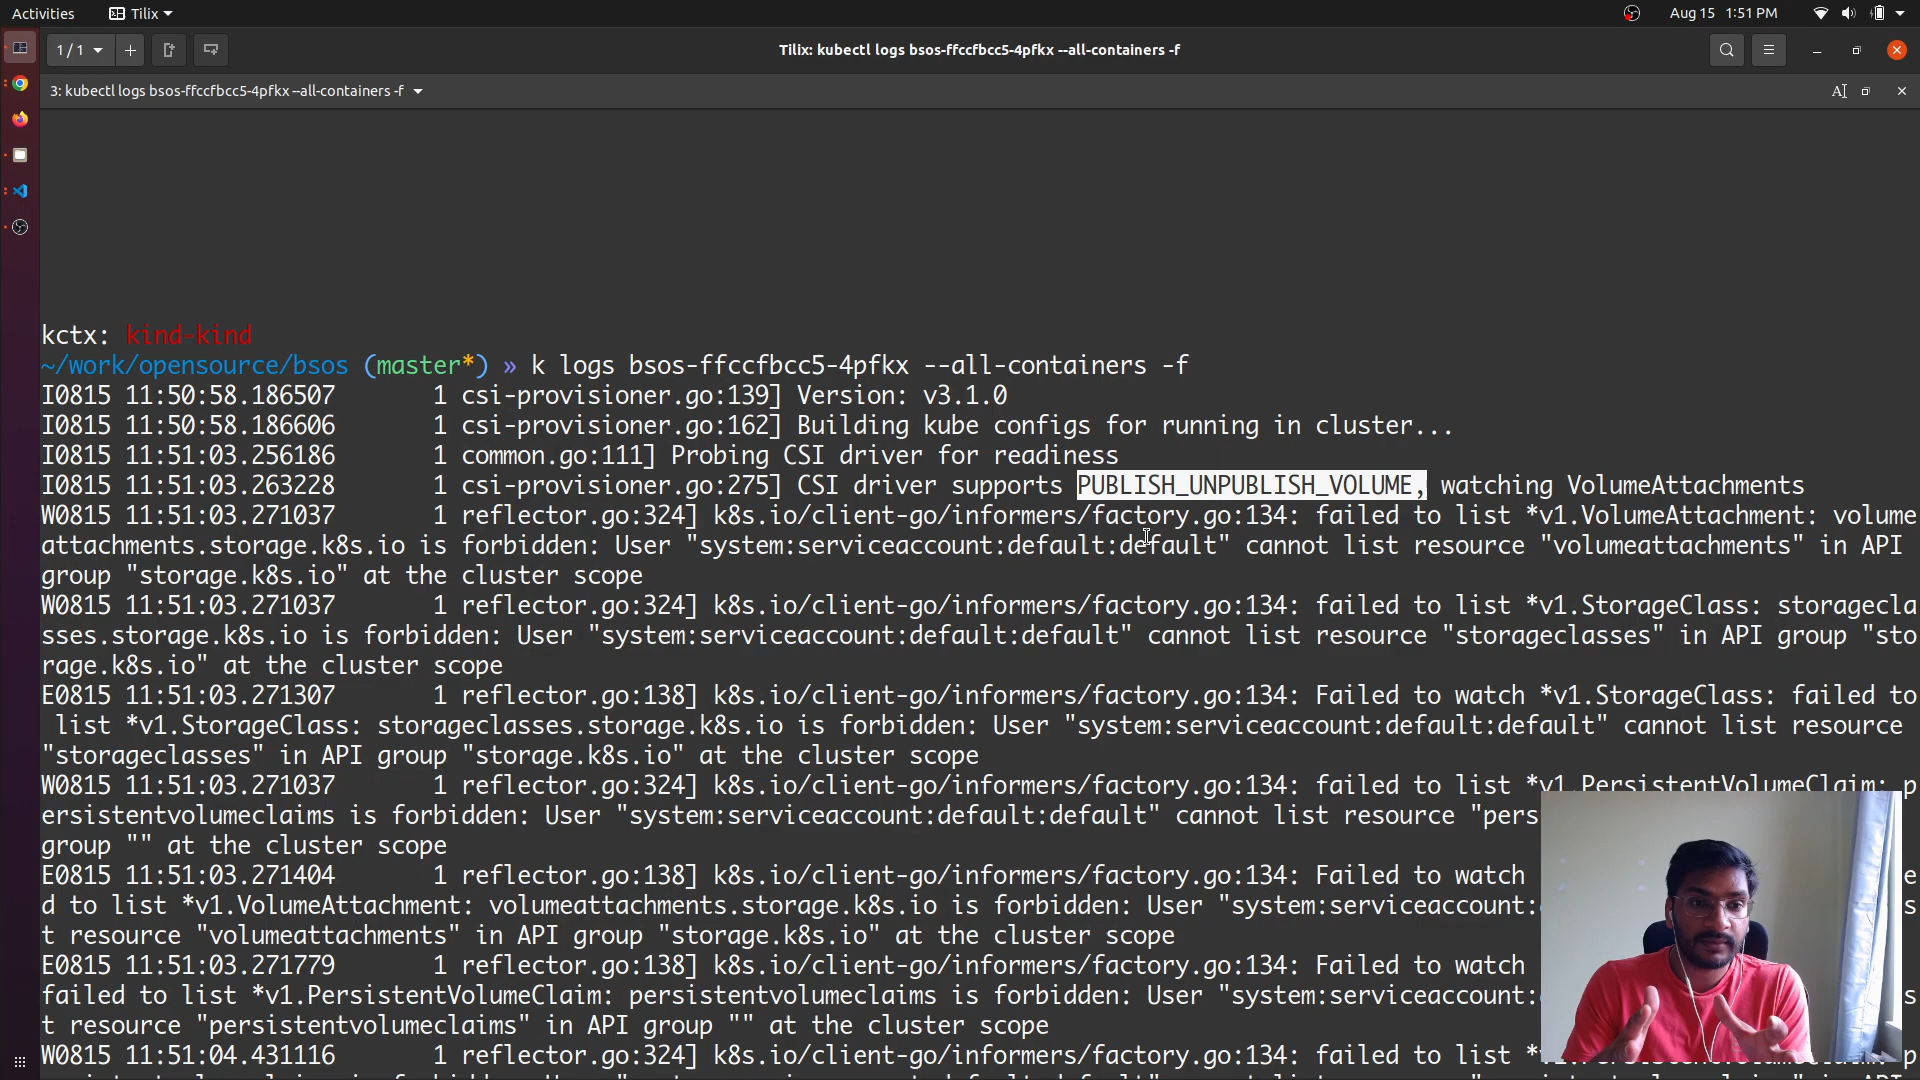 Activities Tilix Aug 15 1:51 PM
1 / 1 Tilix: kubectl logs bsos-ffccfbcc5-4pfkx --all-containers -f
3: kubectl logs bsos-ffccfbcc5-4pfkx --all-containers -f
kctx: kind-kind
~/work/opensource/bsos (master*) » k logs bsos-ffccfbcc5-4pfkx --all-containers -f
I0815 11:50:58.186507 1 csi-provisioner.go:139] Version: v3.1.0
I0815 11:50:58.186606 1 csi-provisioner.go:162] Building kube configs for running in cluster...
I0815 11:51:03.256186 1 common.go:111] Probing CSI driver for readiness
I0815 11:51:03.263228 1 csi-provisioner.go:275] CSI driver supports PUBLISH_UNPUBLISH_VOLUME, watching VolumeAttachments
W0815 11:51:03.271037 1 reflector.go:324] k8s.io/client-go/informers/factory.go:134: failed to list *v1.VolumeAttachment: volume
attachments.storage.k8s.io is forbidden: User "system:serviceaccount:default:default" cannot list resource "volumeattachments" in API
group "storage.k8s.io" at the cluster scope
W0815 11:51:03.271037 1 reflector.go:324] k8s.io/client-go/informers/factory.go:134: failed to list *v1.StorageClass: storagecla
sses.storage.k8s.io is forbidden: User "system:serviceaccount:default:default" cannot list resource "storageclasses" in API group "sto
rage.k8s.io" at the cluster scope
E0815 11:51:03.271307 1 reflector.go:138] k8s.io/client-go/informers/factory.go:134: Failed to watch *v1.StorageClass: failed to
list *v1.StorageClass: storageclasses.storage.k8s.io is forbidden: User "system:serviceaccount:default:default" cannot list resource
"storageclasses" in API group "storage.k8s.io" at the cluster scope
W0815 11:51:03.271037 1 reflector.go:324] k8s.io/client-go/informers/factory.go:134: failed to list *v1.PersistentVolumeClaim: p
ersistentvolumeclaims is forbidden: User "system:serviceaccount:default:default" cannot list resource "pers
group "" at the cluster scope
E0815 11:51:03.271404 1 reflector.go:138] k8s.io/client-go/informers/factory.go:134: Failed to watch e
d to list *v1.VolumeAttachment: volumeattachments.storage.k8s.io is forbidden: User "system:serviceaccount: s
t resource "volumeattachments" in API group "storage.k8s.io" at the cluster scope
E0815 11:51:03.271779 1 reflector.go:138] k8s.io/client-go/informers/factory.go:134: Failed to watch
failed to list *v1.PersistentVolumeClaim: persistentvolumeclaims is forbidden: User "system:serviceaccount: s
t resource "persistentvolumeclaims" in API group "" at the cluster scope
W0815 11:51:04.431116 1 reflector.go:324] k8s.io/client-go/informers/factory.go:134: failed to list p